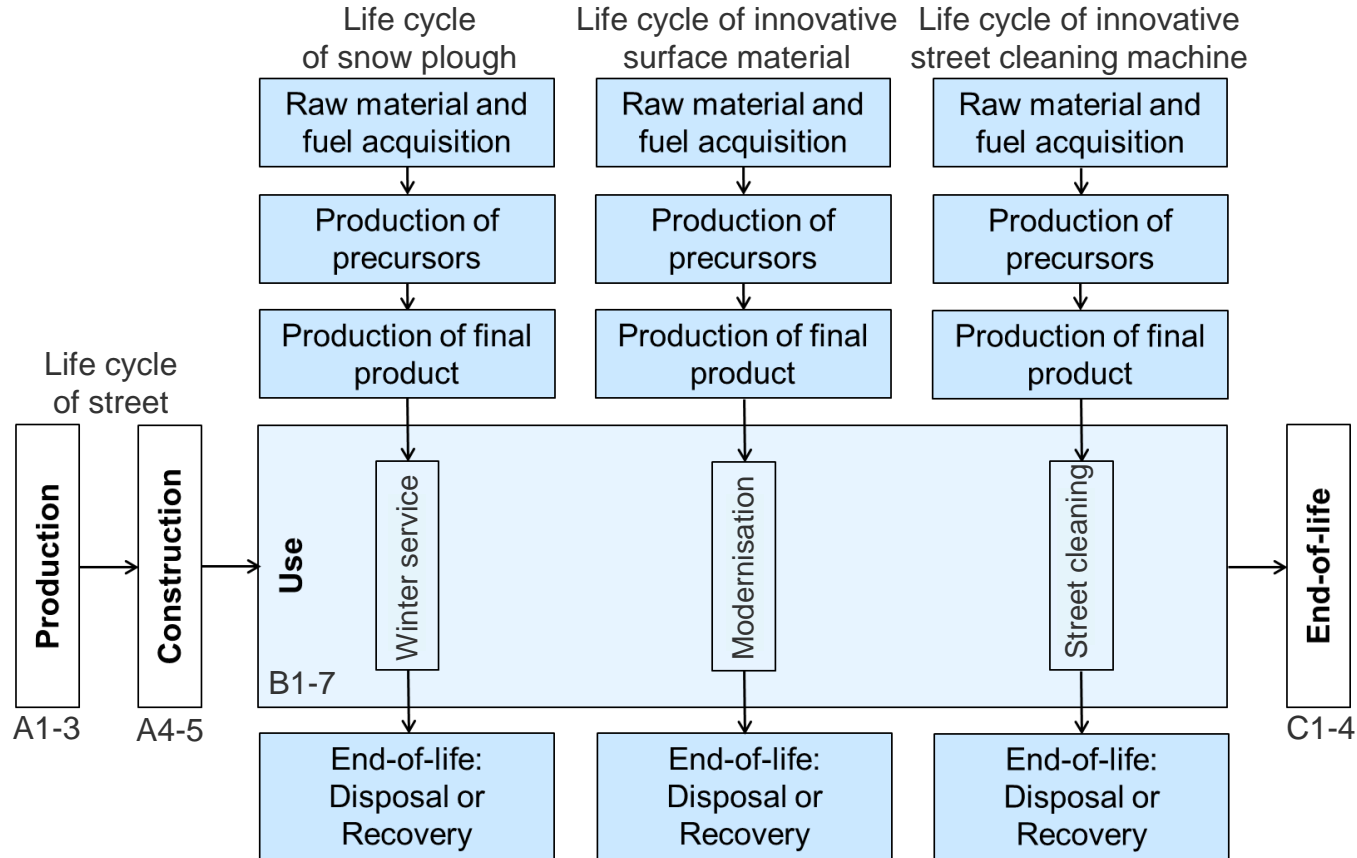 Life cycle
of snow plough
Life cycle of innovative
surface material
Life cycle of innovative
street cleaning machine
Raw material and
fuel acquisition
Raw material and
fuel acquisition
Raw material and
fuel acquisition
Production of
precursors
Production of
precursors
Production of
precursors
Production of final
product
Production of final
product
Production of final
product
Life cycle
of street
Production
Construction
Use
Winter service
Modernisation
Street cleaning
End-of-life
B1-7
A1-3
A4-5
C1-4
End-of-life:
Disposal or
Recovery
End-of-life:
Disposal or
Recovery
End-of-life:
Disposal or
Recovery